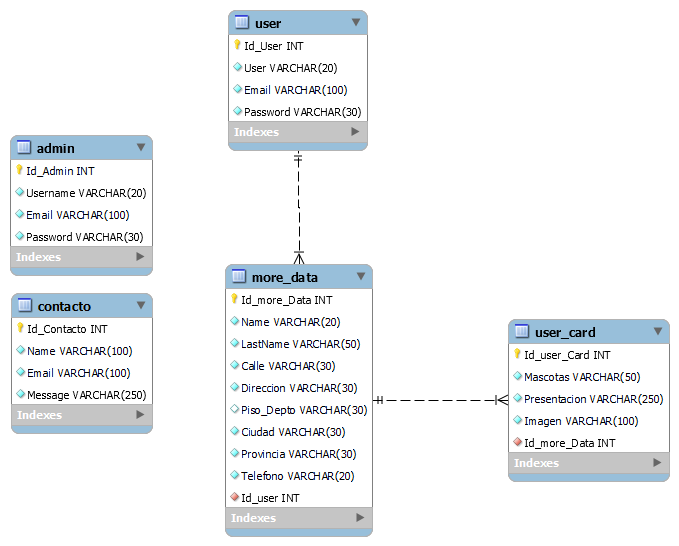 user
Id_User INT
User VARCHAR(20)
Email VARCHAR(100)
Password VARCHAR(30)
Indexes
admin
Id_Admin INT
Username VARCHAR(20)
Email VARCHAR(100)
Password VARCHAR(30)
Indexes
contacto
Id_Contacto INT
Name VARCHAR(100)
Email VARCHAR(100)
Message VARCHAR(250)
Indexes
more_data
Id_more_Data INT
Name VARCHAR(20)
LastName VARCHAR(50)
Calle VARCHAR(30)
Direccion VARCHAR(30)
Piso_Depto VARCHAR(30)
Ciudad VARCHAR(30)
Provincia VARCHAR(30)
Telefono VARCHAR(20)
Id_user INT
Indexes
user_card
Id_user_Card INT
Mascotas VARCHAR(50)
Presentacion VARCHAR(250)
Imagen VARCHAR(100)
Id_more_Data INT
Indexes